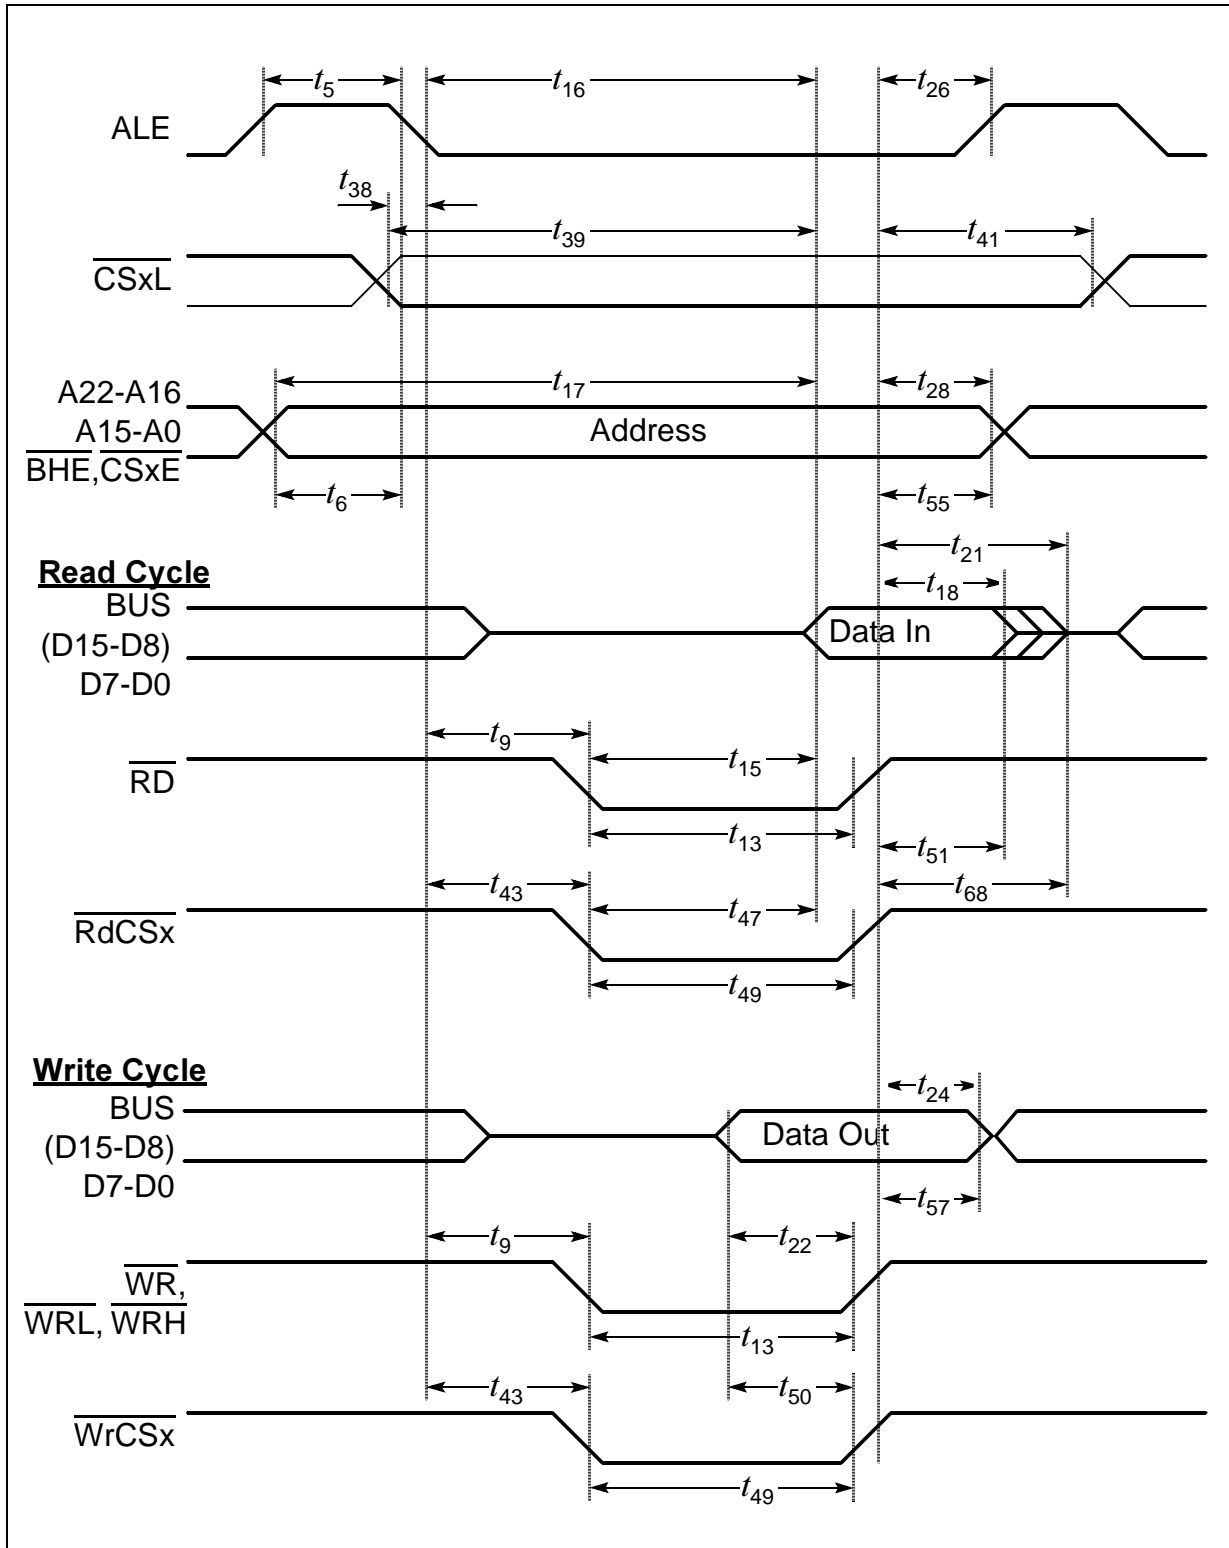 t5 t16 t26
ALE
t38
t39 t41
CSxL
t17 t28
A22-A16
A15-A0 Address
BHE,CSxE
t6 t55
t21
Read Cycle
t18
BUS
(D15-D8) Data In
D7-D0
t9
t15
RD
t13 t51
t43 t68
t47
RdCSx
t49
Write Cycle
t24
BUS
(D15-D8) Data Out
D7-D0
t57
t9 t22
WR,
WRL, WRH
t13
t43 t50
WrCSx
t49